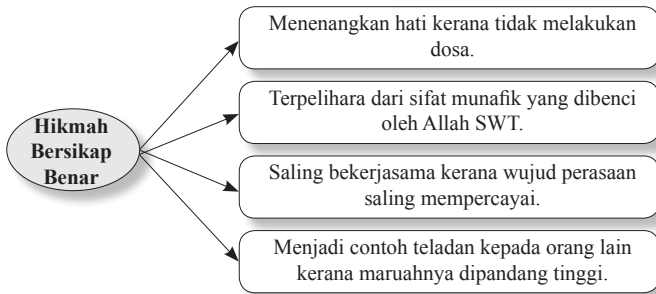 Hikmah
Bersikap
Benar
Menenangkan hati kerana tidak melakukan
dosa.
Terpelihara dari sifat munafik yang dibenci
oleh Allah SWT.
Saling bekerjasama kerana wujud perasaan
saling mempercayai.
Menjadi contoh teladan kepada orang lain
kerana maruahnya dipandang tinggi.